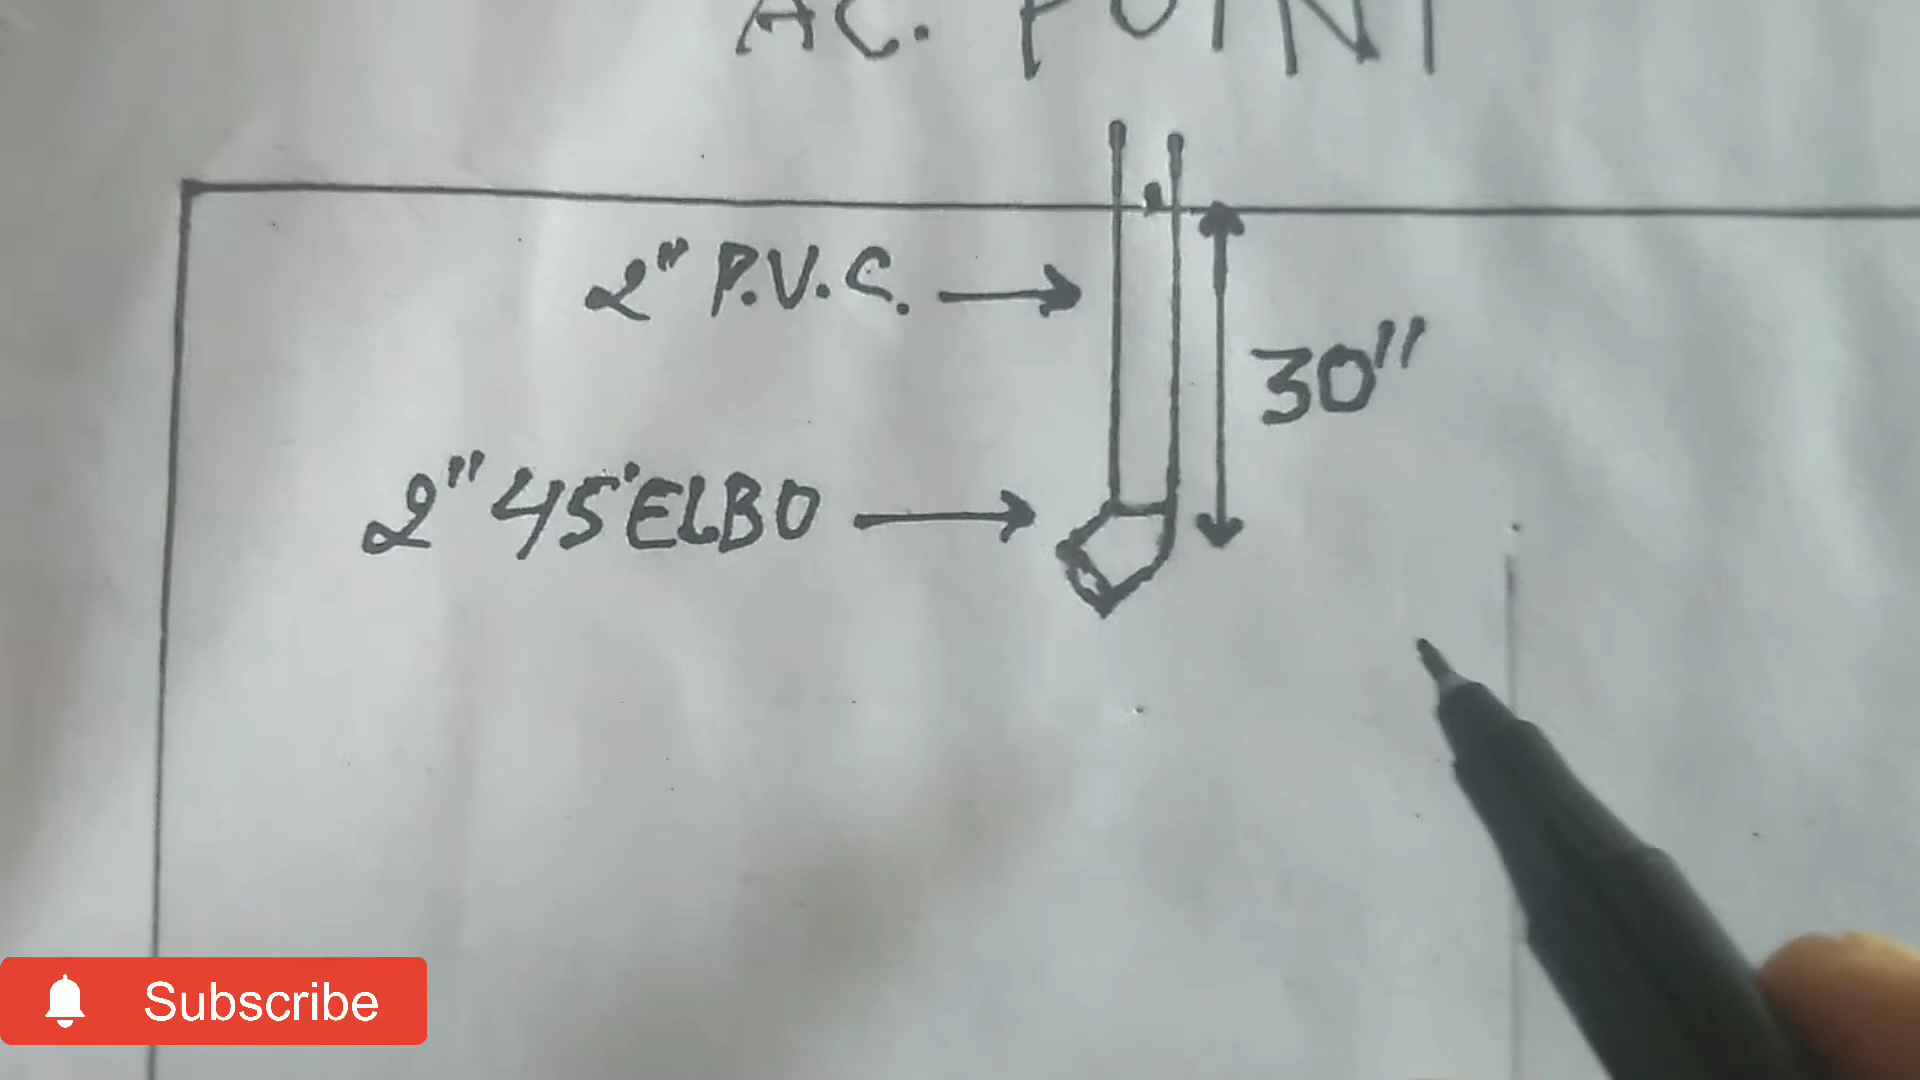 AC. POINT
2" P.V.C.
30"
2" 45° ELBO
Subscribe